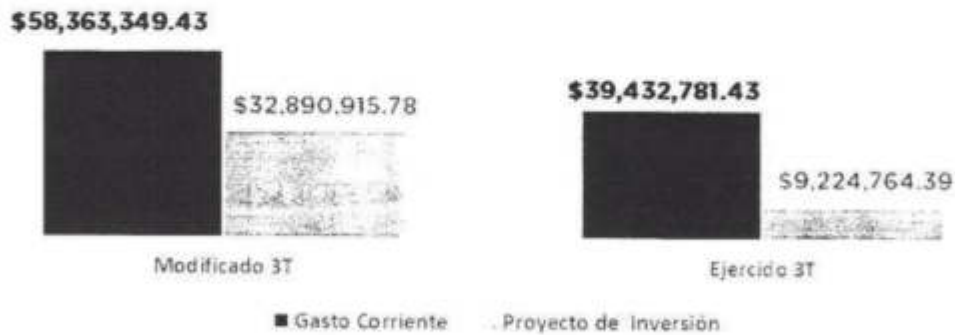 $58,363,349.43
$32,890,915.78
$39,432,781.43
$9,224,764.39
Modificado 3T
Ejercido 3T
Gasto Corriente
Proyecto de Inversión